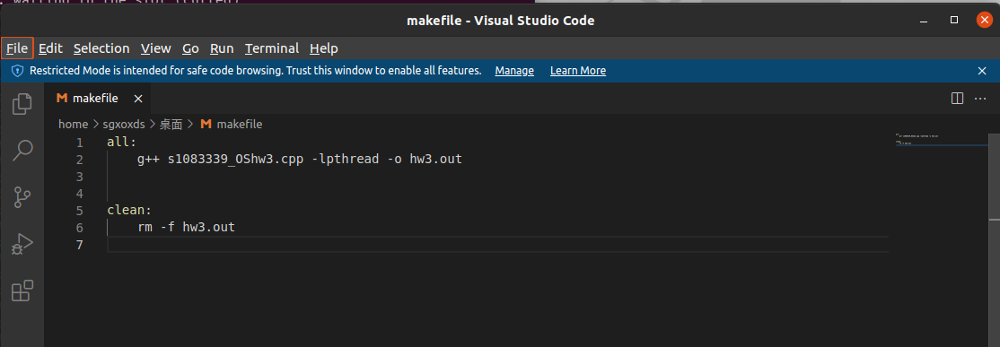 makefile - Visual Studio Code
File Edit Selection View Go Run Terminal Help
Restricted Mode is intended for safe code browsing. Trust this window to enable all features. Manage Learn More
makefile
home > sgxoxds > 桌面 > makefile
1 all:
2 g++ s1083339_OShw3.cpp -lpthread -o hw3.out
3
4
5 clean:
6 rm -f hw3.out
7